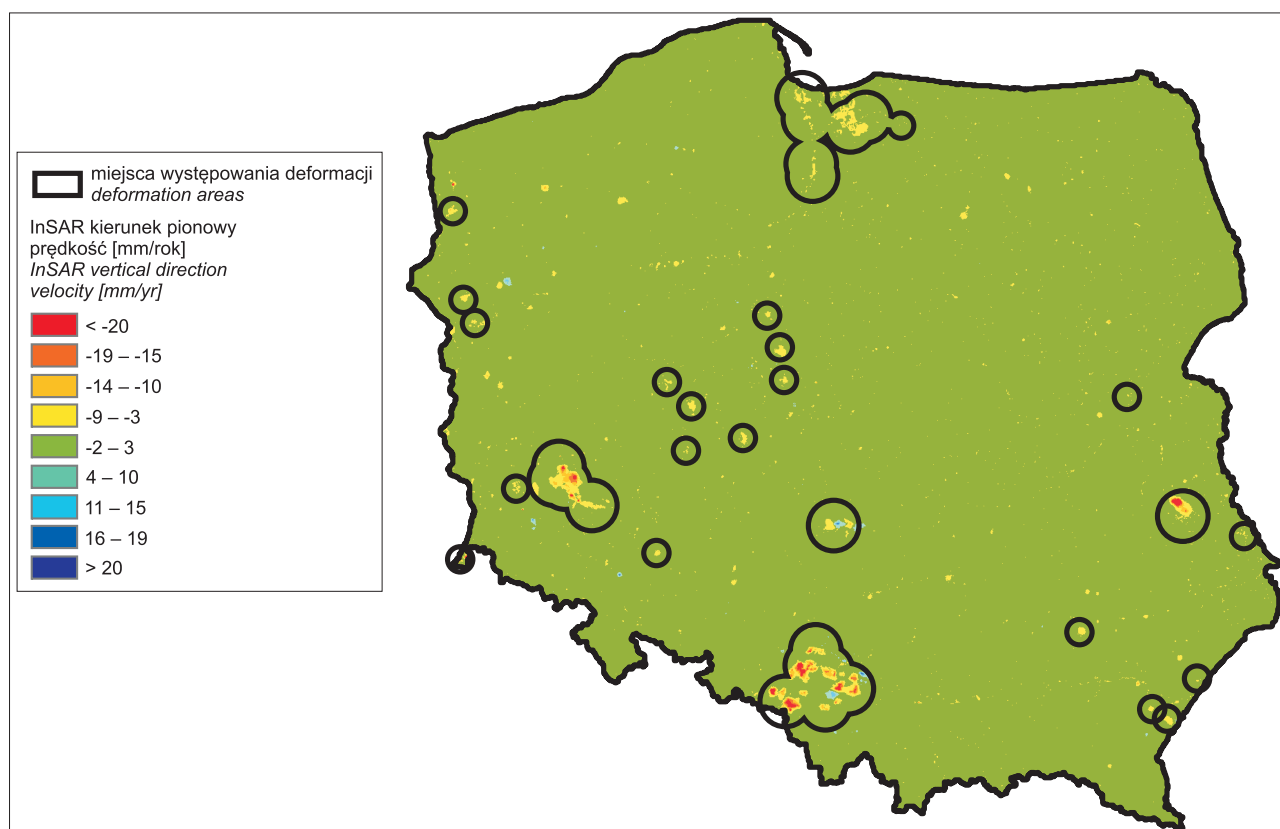 miejsca występowania deformacji
deformation areas
InSAR kierunek pionowy
prędkość [mm/rok]
InSAR vertical direction
velocity [mm/yr]
< -20
-19 – -15
-14 – -10
-9 – -3
-2 – 3
4 – 10
11 – 15
16 – 19
> 20